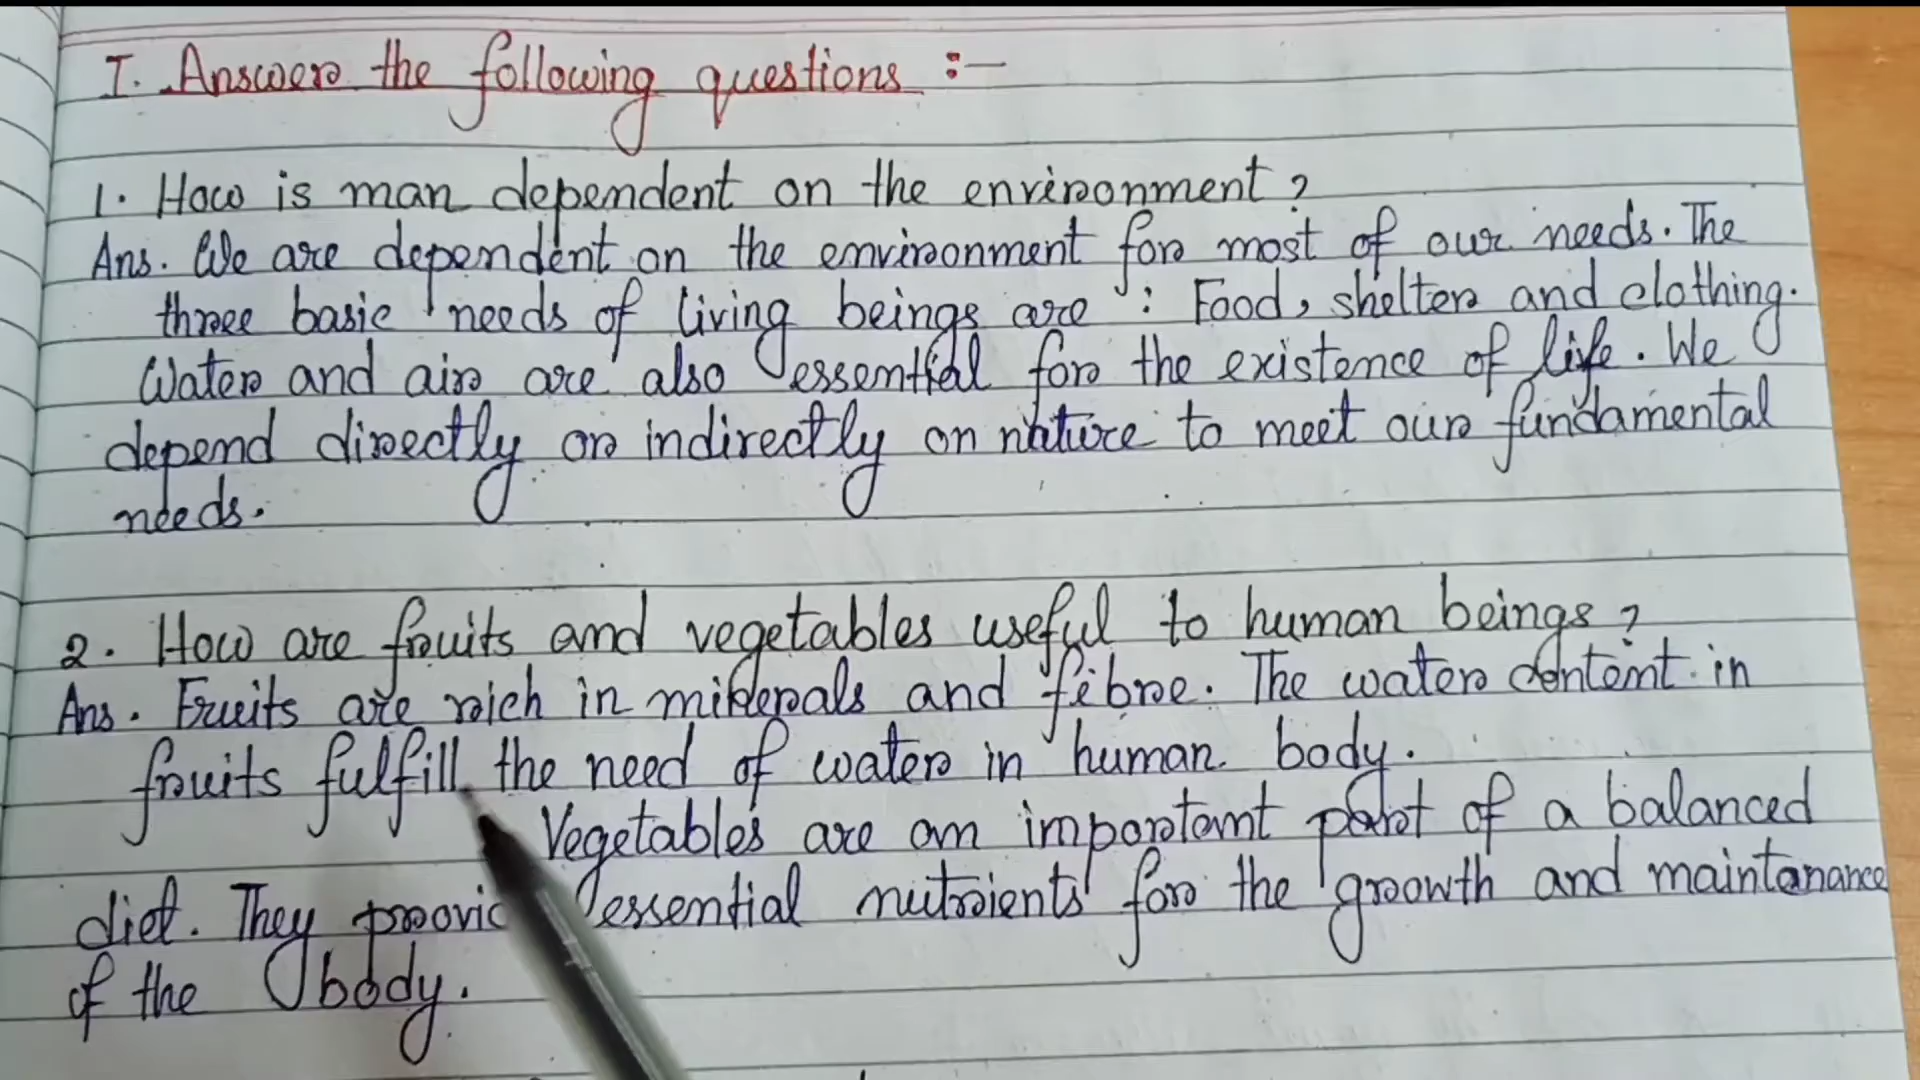 I. Answer the following questions :-
1. How is man dependent on the environment?
Ans. We are dependent on the environment for most of our needs. The
three basic needs of living beings are : Food, shelter and clothing.
Water and air are also essential for the existence of life. We
depend directly or indirectly on nature to meet our fundamental
needs.
2. How are fruits and vegetables useful to human beings?
Ans. Fruits are rich in minerals and fibre. The water content in
fruits fulfill the need of water in human body.
Vegetables are an important part of a balanced
diet. They essential nutrients for the growth and maintanance
of the body.